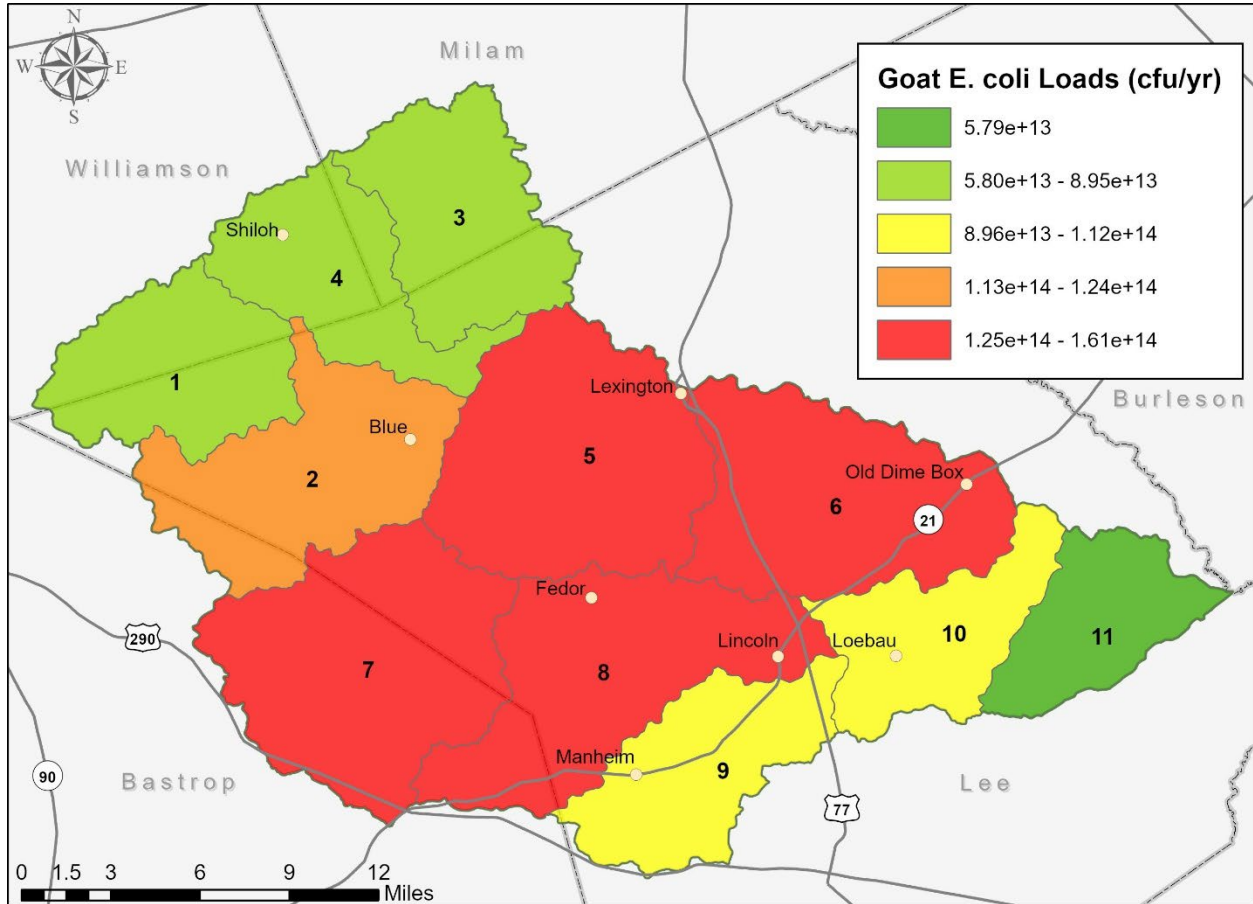 N
W E
S
Milam
Williamson
Goat E. coli Loads (cfu/yr)
5.79e+13
5.80e+13 - 8.95e+13
8.96e+13 - 1.12e+14
1.13e+14 - 1.24e+14
1.25e+14 - 1.61e+14
3
Shiloh
4
1
Lexington
Burleson
Blue
2
5
Old Dime Box
6
21
Fedor
290
Lincoln
Loebau
10
11
7
8
Manheim
9
90
Bastrop
Lee
77
0 1.5 3 6 9 12
Miles